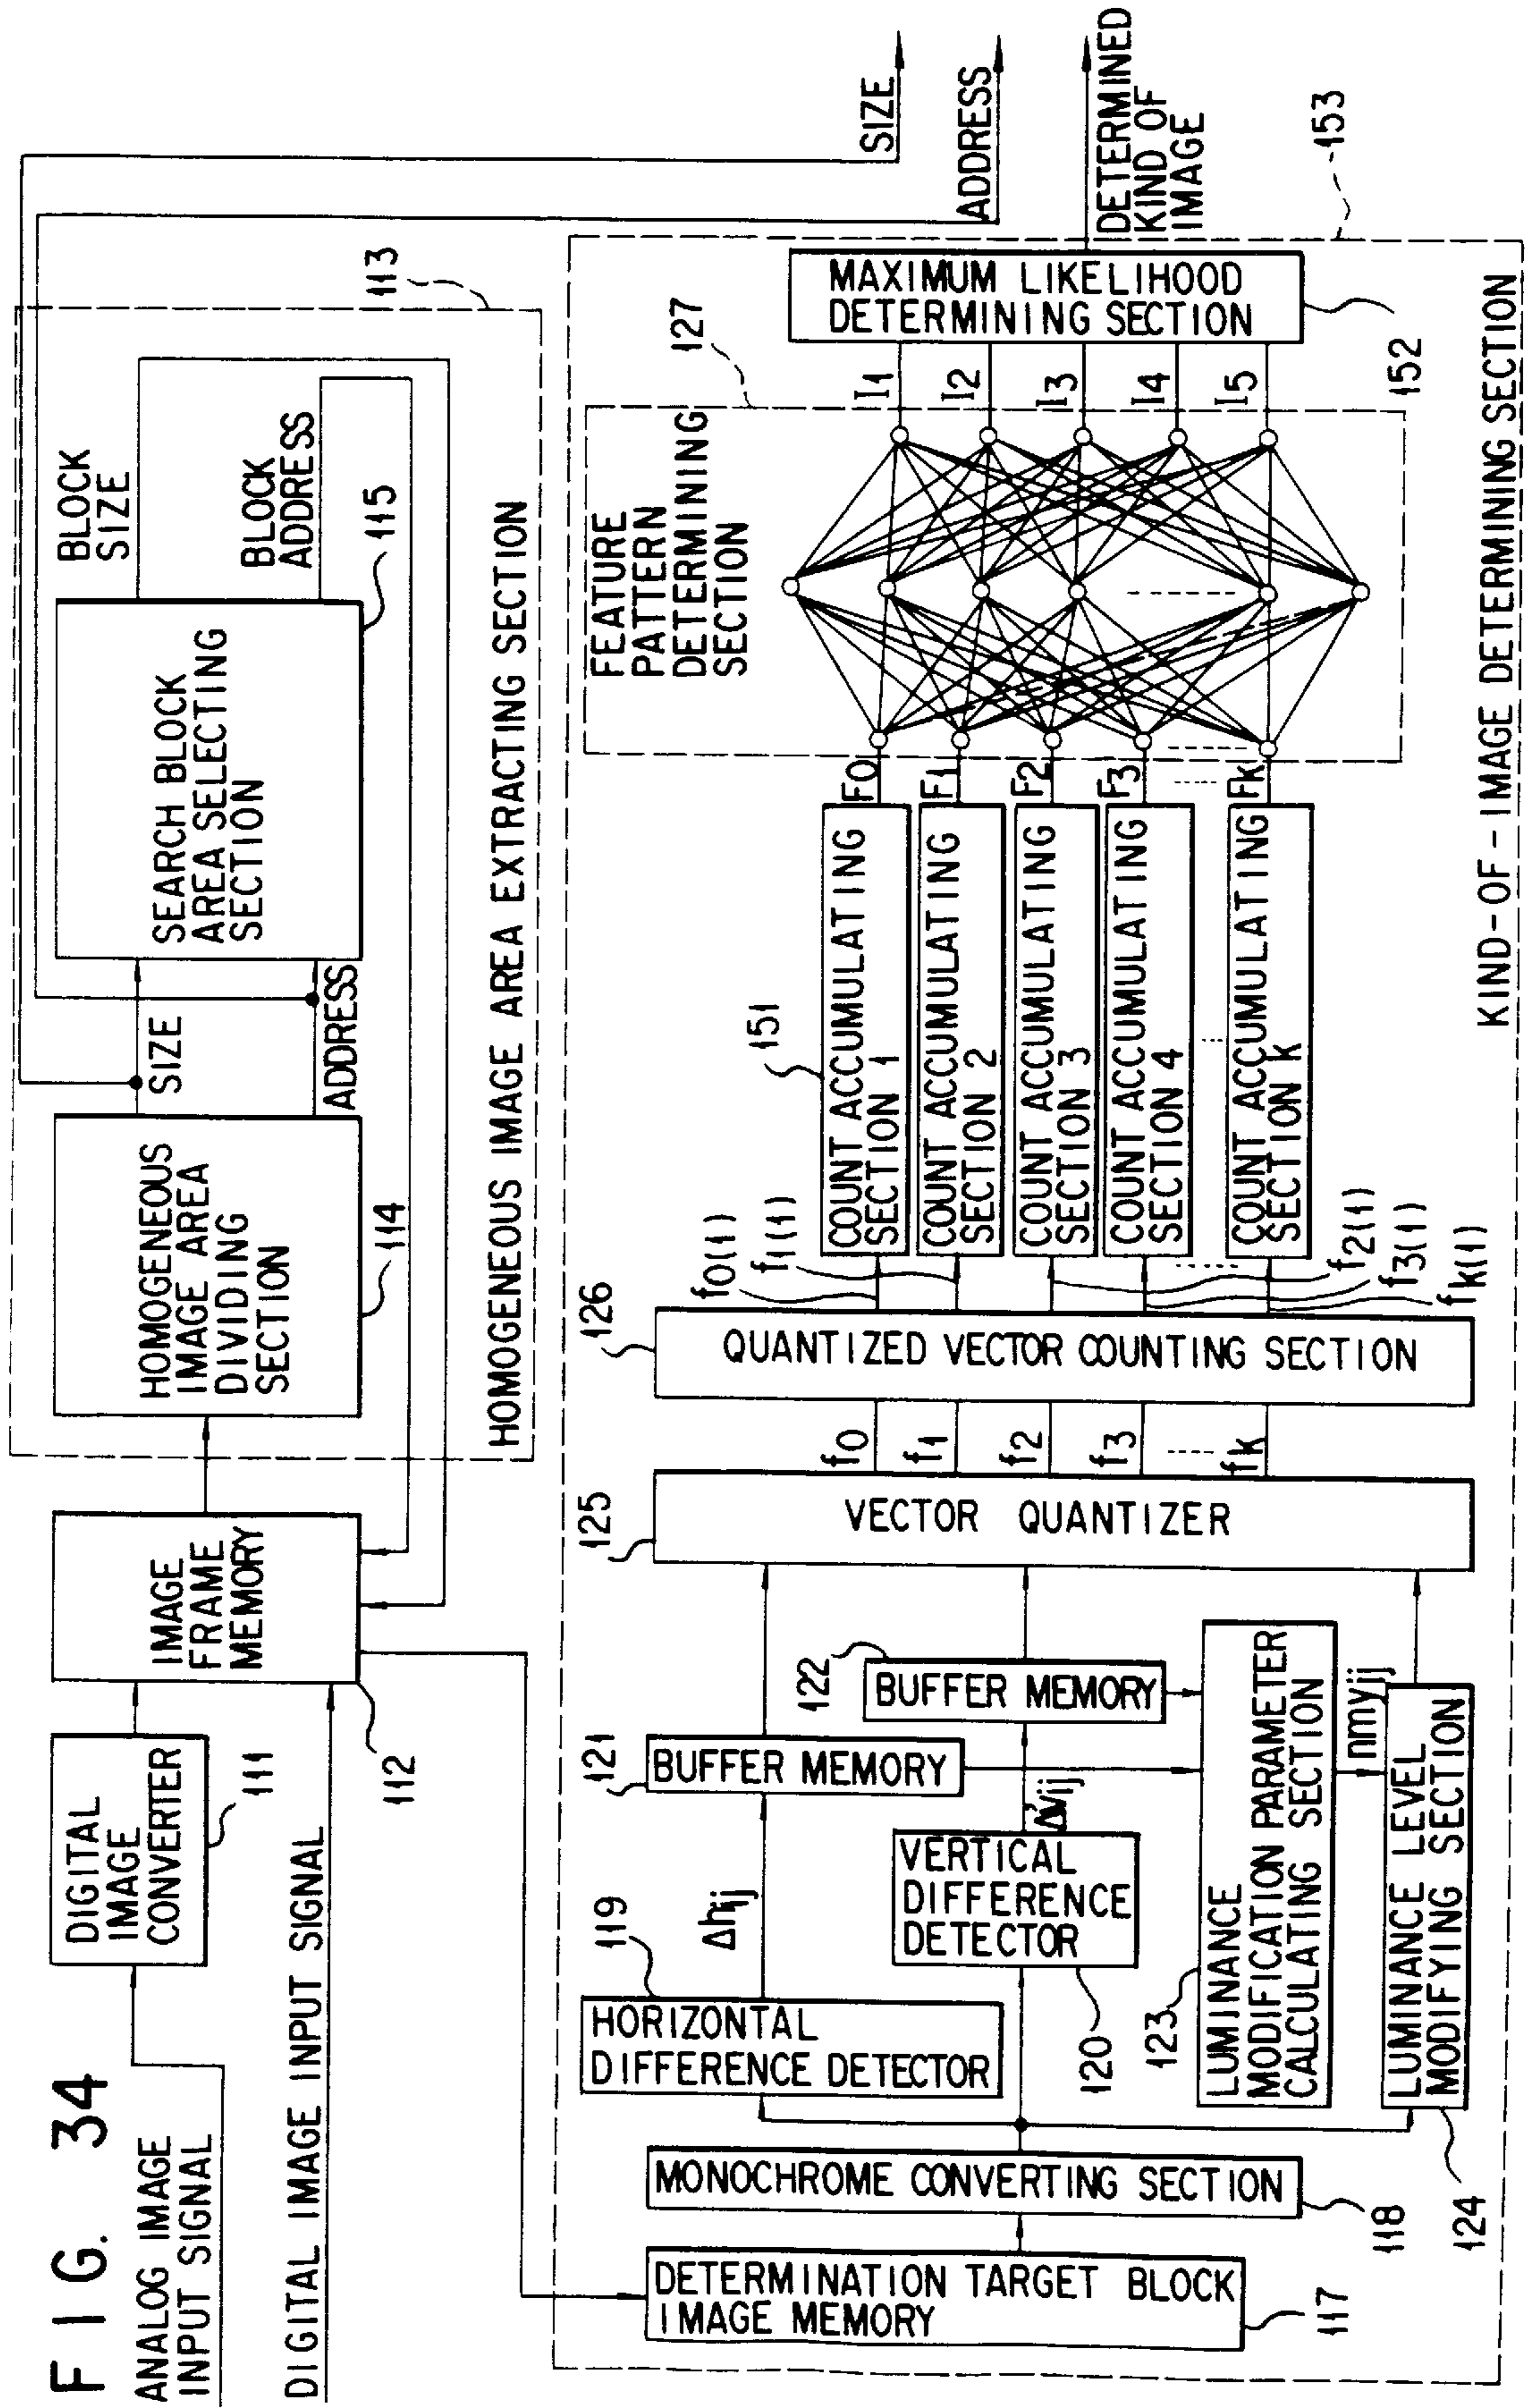 FIG. 34
ANALOG IMAGE
INPUT SIGNAL
DIGITAL IMAGE INPUT SIGNAL
DIGITAL
IMAGE
CONVERTER
111
IMAGE
FRAME
MEMORY
112
HOMOGENEOUS
IMAGE AREA
DIVIDING
SECTION
114
SIZE
ADDRESS
SEARCH BLOCK
AREA SELECTING
SECTION
115
BLOCK
SIZE
BLOCK
ADDRESS
113
HOMOGENEOUS IMAGE AREA EXTRACTING SECTION
SIZE
ADDRESS
DETERMINED
KIND OF
IMAGE
153
DETERMINATION TARGET BLOCK
IMAGE MEMORY
117
MONOCHROME CONVERTING SECTION
118
HORIZONTAL
DIFFERENCE DETECTOR
119
Δhij
VERTICAL
DIFFERENCE
DETECTOR
120
Δvij
121
BUFFER MEMORY
122
BUFFER MEMORY
123
LUMINANCE
MODIFICATION PARAMETER
CALCULATING SECTION
nmyij
LUMINANCE LEVEL
MODIFYING SECTION
124
125
VECTOR QUANTIZER
f0
f1
f2
f3
fk
126
QUANTIZED VECTOR COUNTING SECTION
f0(1)
f1(1)
f2(1)
f3(1)
fk(1)
151
COUNT ACCUMULATING
SECTION 1
COUNT ACCUMULATING
SECTION 2
COUNT ACCUMULATING
SECTION 3
COUNT ACCUMULATING
SECTION 4
COUNT ACCUMULATING
SECTION K
F0
F1
F2
F3
Fk
FEATURE
PATTERN
DETERMINING
SECTION
127
I1
I2
I3
I4
I5
MAXIMUM LIKELIHOOD
DETERMINING SECTION
152
KIND-OF-IMAGE DETERMINING SECTION